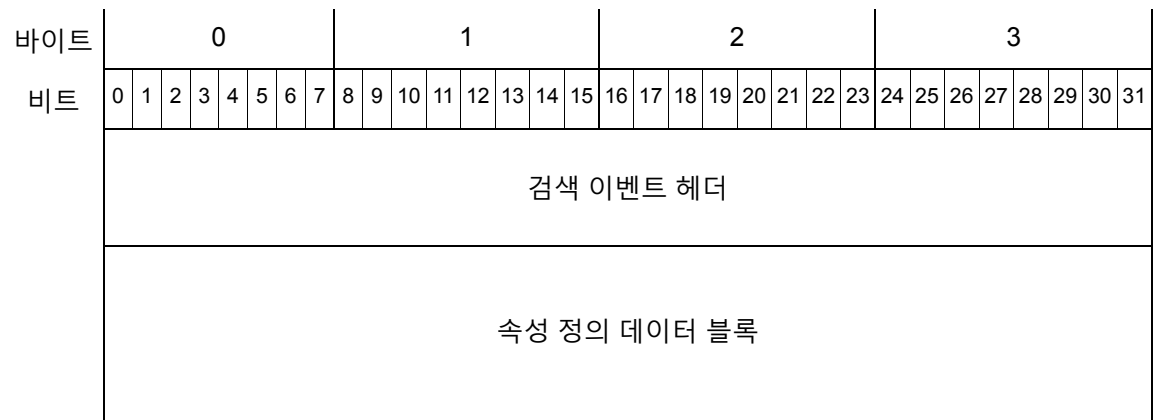 바이트 0 1 2 3
비트 0 1 2 3 4 5 6 7 8 9 10 11 12 13 14 15 16 17 18 19 20 21 22 23 24 25 26 27 28 29 30 31
검색 이벤트 헤더
속성 정의 데이터 블록